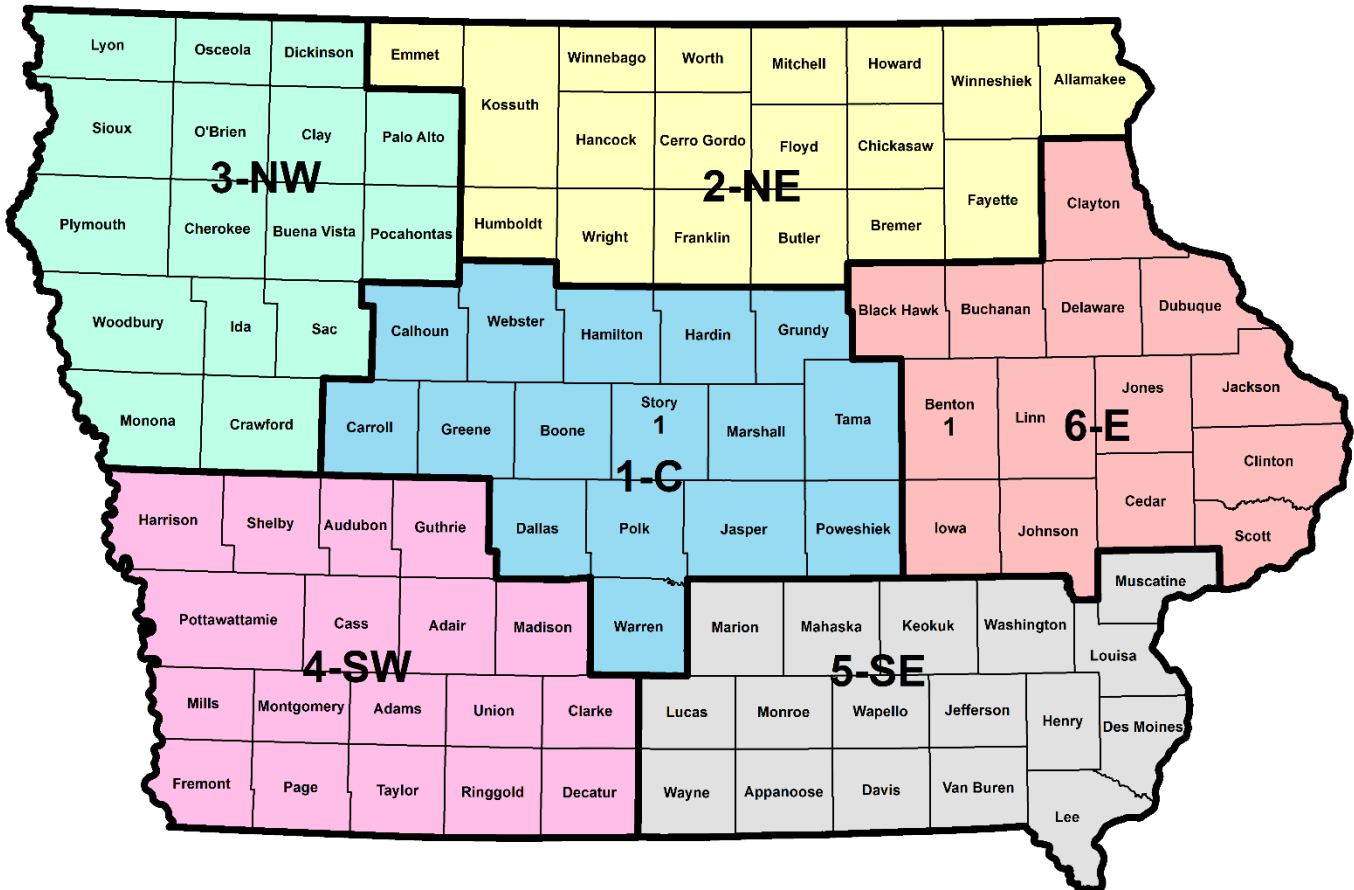 Lyon
Osceola
Dickinson
Emmet
Winnebago
Worth
Mitchell
Howard
Winneshiek
Allamakee
Kossuth
Sioux
O'Brien
Clay
Palo Alto
Hancock
Cerro Gordo
Floyd
Chickasaw
3-NW
2-NE
Fayette
Clayton
Plymouth
Cherokee
Buena Vista
Pocahontas
Humboldt
Wright
Franklin
Butler
Bremer
Woodbury
Ida
Sac
Calhoun
Webster
Hamilton
Hardin
Grundy
Black Hawk
Buchanan
Delaware
Dubuque
Monona
Crawford
Carroll
Greene
Boone
Story
1
Marshall
Tama
Benton
1
Linn
Jones
Jackson
6-E
1-C
Clinton
Cedar
Harrison
Shelby
Audubon
Guthrie
Dallas
Polk
Jasper
Poweshiek
Iowa
Johnson
Scott
Muscatine
Pottawattamie
Cass
Adair
Madison
Warren
Marion
Mahaska
Keokuk
Washington
Louisa
4-SW
5-SE
Mills
Montgomery
Adams
Union
Clarke
Lucas
Monroe
Wapello
Jefferson
Henry
Des Moines
Fremont
Page
Taylor
Ringgold
Decatur
Wayne
Appanoose
Davis
Van Buren
Lee